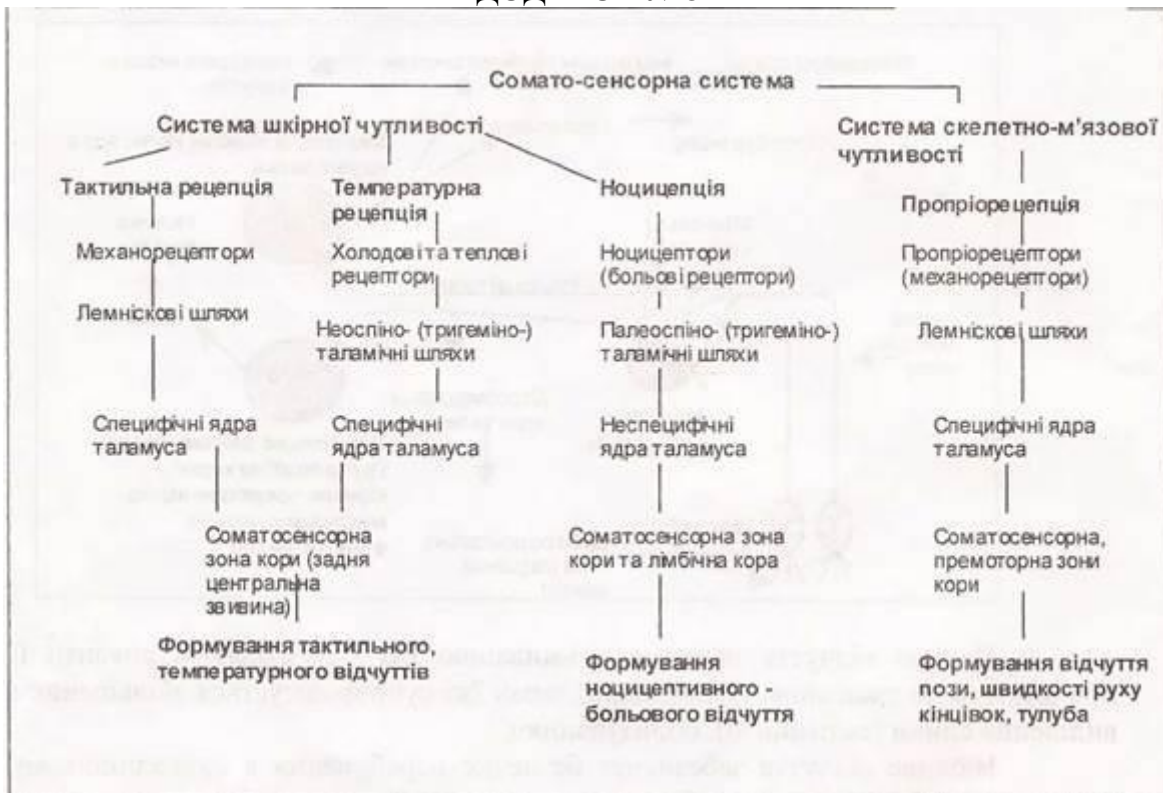 Сомато-сенсорна система
Система шкірної чутливості
Система скелетно-м’язової
чутливості
Тактильна рецепція
Температурна
рецепція
Ноцицепція
Пропріорецепція
Механорецептори
Холодові та теплові
рецептори
Ноцицептори
(больові рецептори)
Пропріорецептори
(механорецептори)
Лемніскові шляхи
Неоспіно- (тригеміно-)
таламічні шляхи
Палеоспіно- (тригеміно-)
таламічні шляхи
Лемніскові шляхи
Специфічні ядра
таламуса
Специфічні
ядра таламуса
Неспецифічні
ядра таламуса
Специфічні ядра
таламуса
Соматосенсорна
зона кори (задня
центральна
звивина)
Соматосенсорна зона
кори та лімбічна кора
Соматосенсорна,
премоторна зони
кори
Формування тактильного,
температурного відчуттів
Формування
ноцицептивного -
больового відчуття
Формування відчуття
пози, швидкості руху
кінцівок, тулуба